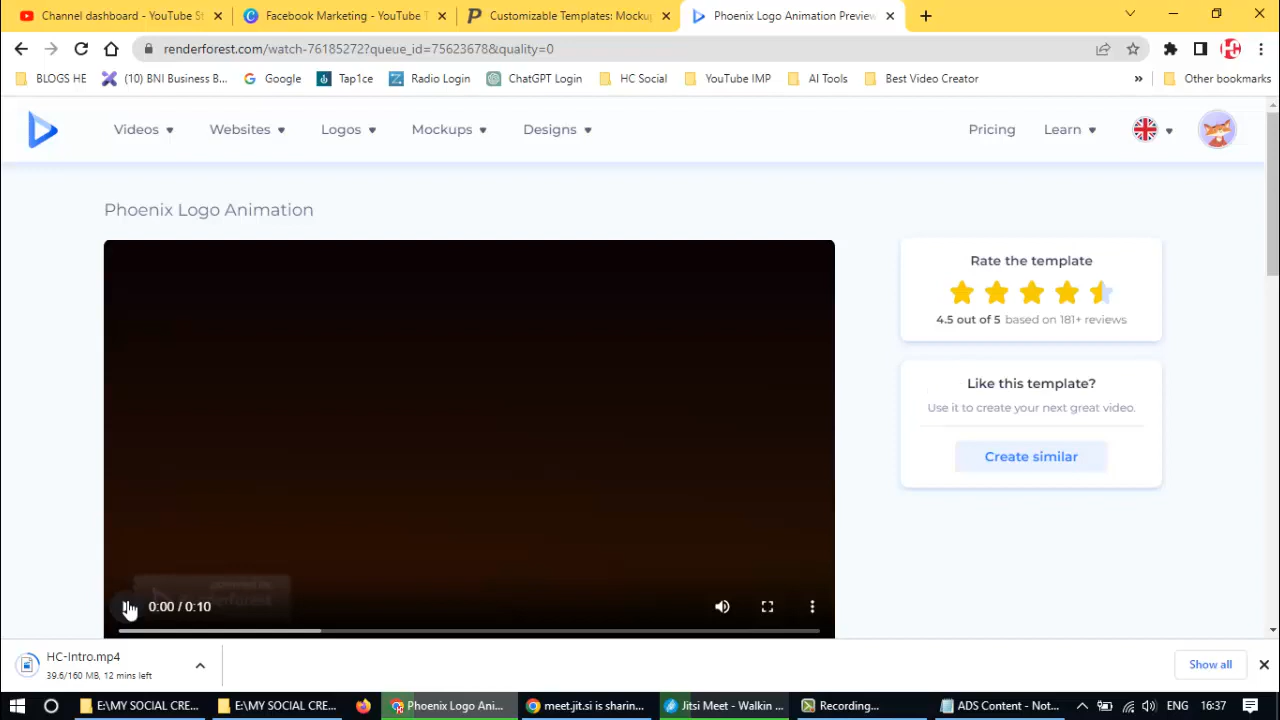 Channel dashboard - YouTube St
Facebook Marketing - YouTube T
Customizable Templates: Mocku
Phoenix Logo Animation Preview
renderforest.com/watch-76185272?queue_id=75623678&quality=0
BLOGS HE
(10) BNI Business B...
Google
Tap1ce
Radio Login
ChatGPT Login
HC Social
YouTube IMP
AI Tools
Best Video Creator
»
Other bookmarks
Videos
Websites
Logos
Mockups
Designs
Pricing
Learn
Phoenix Logo Animation
Rate the template
4.5 out of 5 based on 181+ reviews
Like this template?
Use it to create your next great video.
Create similar
powered by
Renderforest
0:00 / 0:10
HC-Intro.mp4
39.6/160 MB, 12 mins left
Show all
E:\MY SOCIAL CRE...
E:\MY SOCIAL CRE...
Phoenix Logo Ani...
meet.jit.si is sharin...
Jitsi Meet - Walkin ...
Recording...
ADS Content - Not...
ENG
16:37